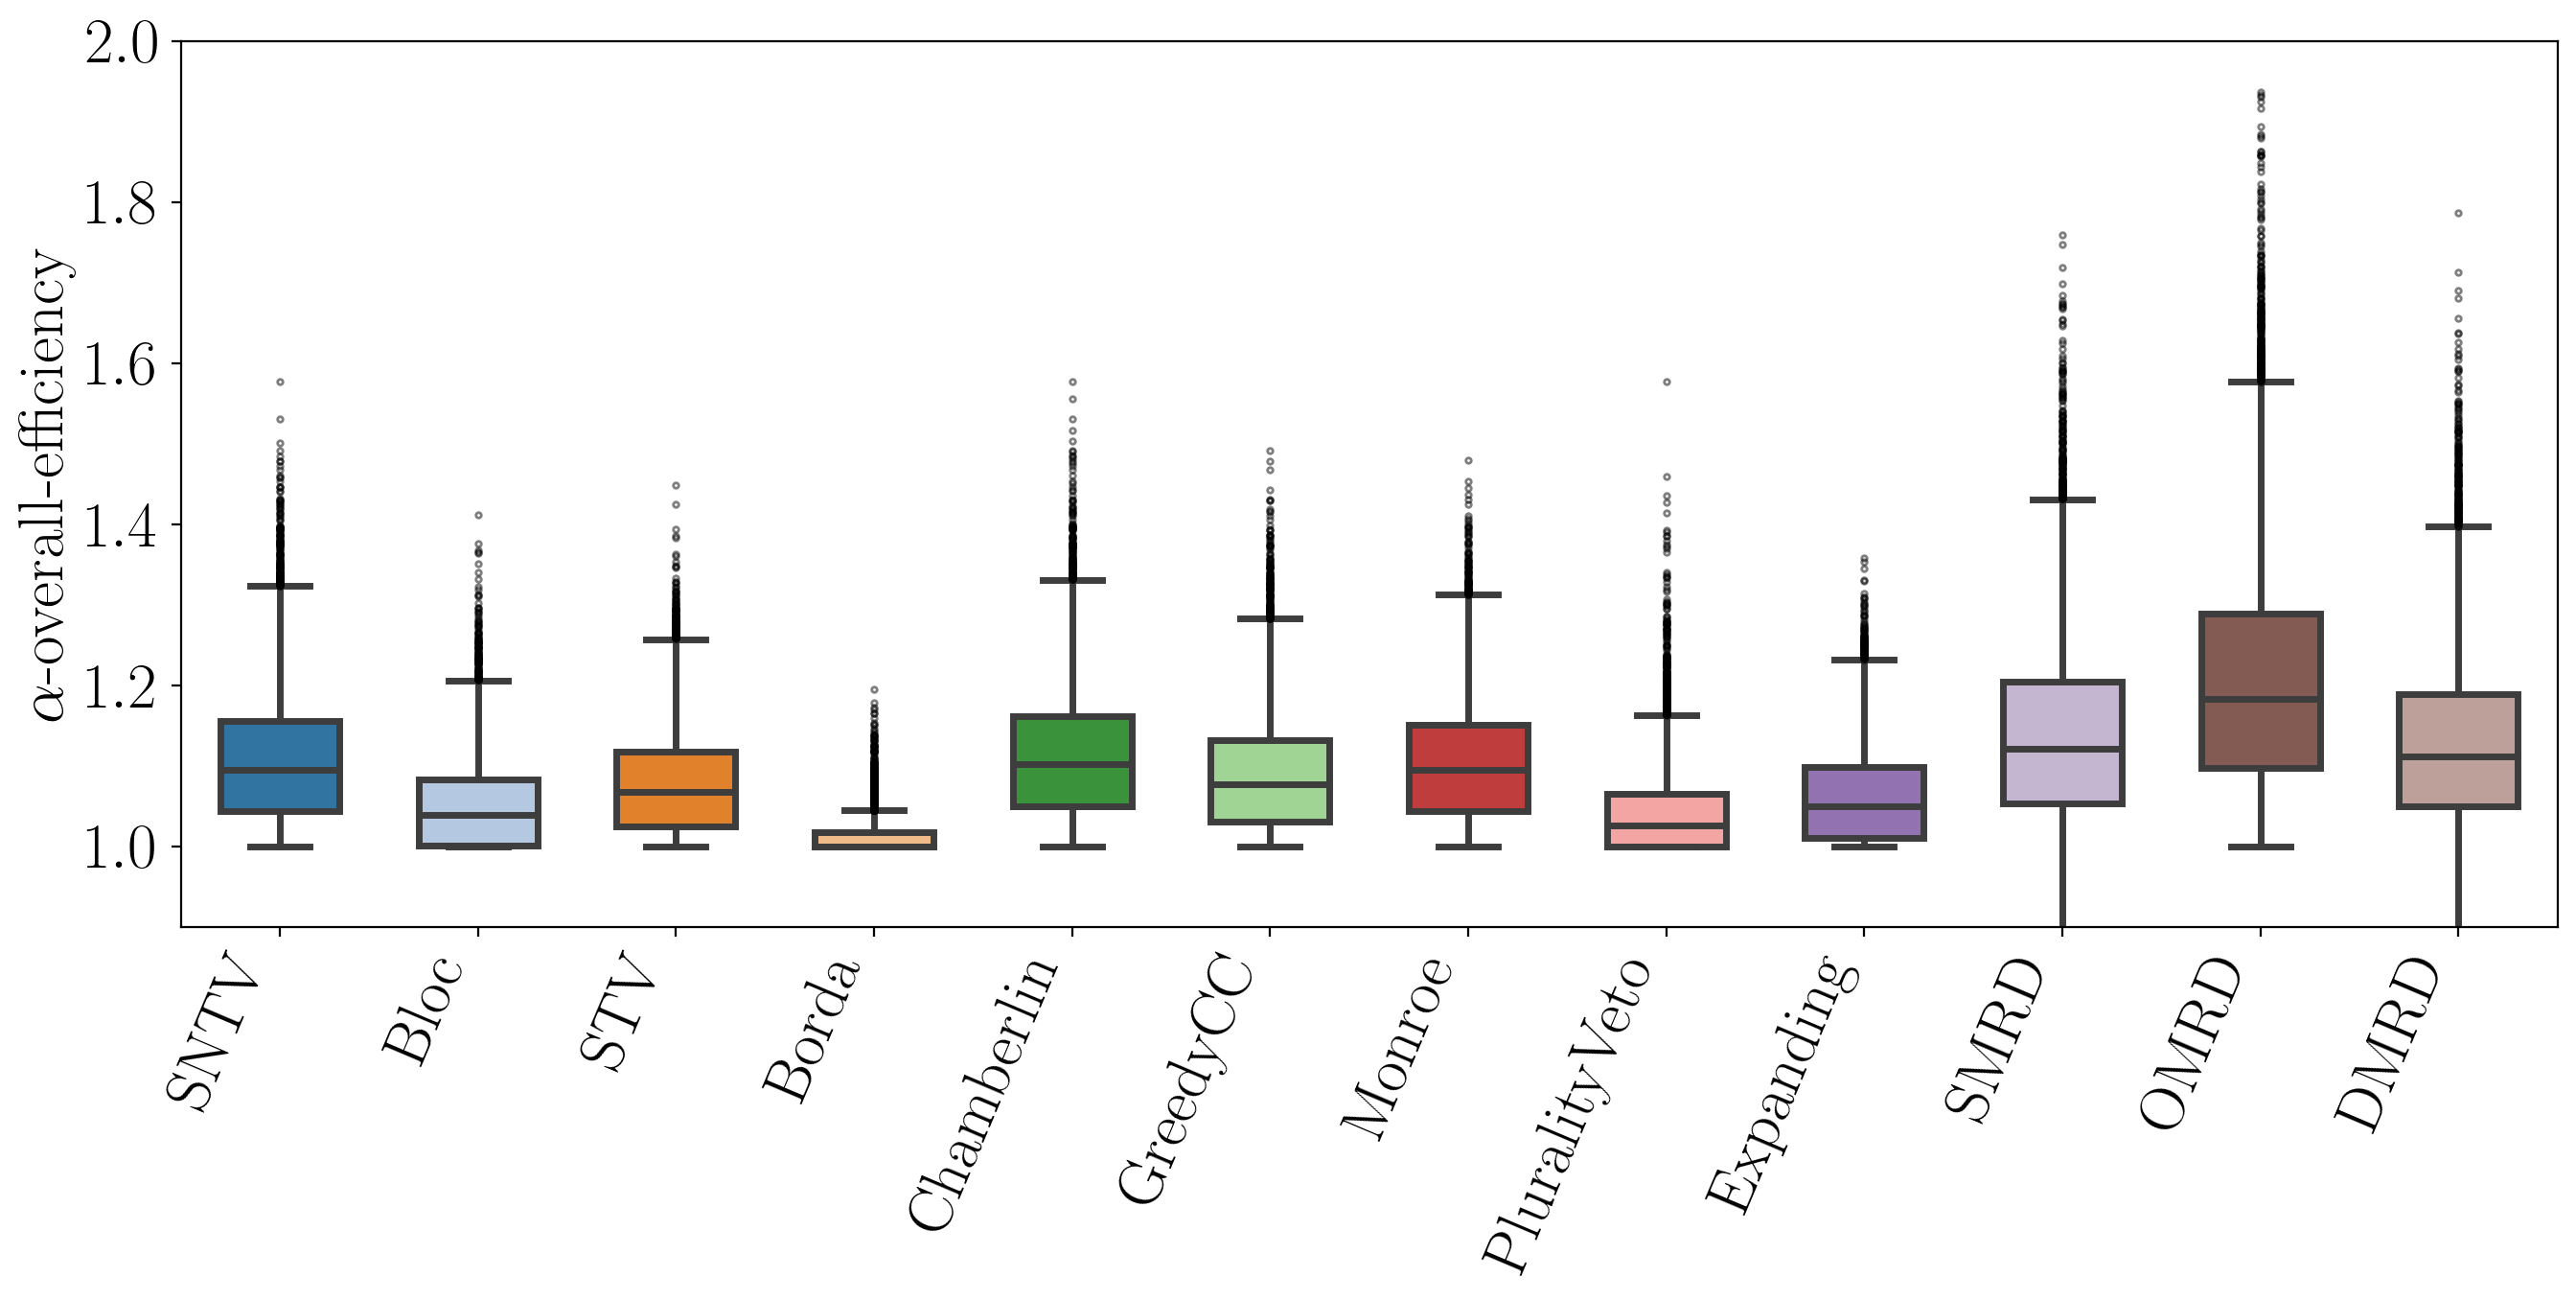 α-overall-efficiency
2.0
1.8
1.6
1.4
1.2
1.0
SNTV
Bloc
STV
Borda
Chamberlin
GreedyCC
Monroe
PluralityVeto
Expanding
SMRD
OMRD
DMRD